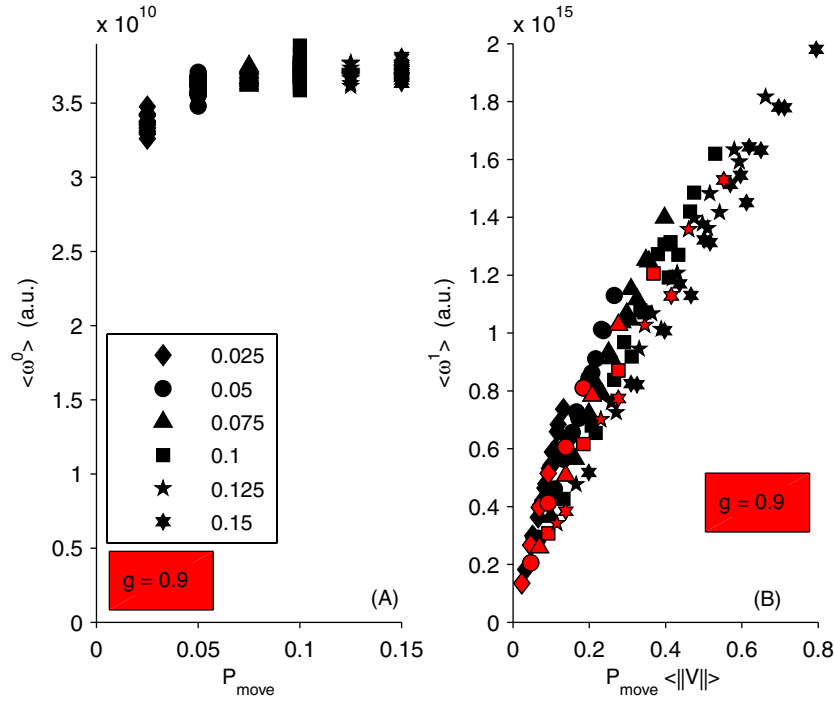 x 10^10
3.5
3
2.5
2
1.5
1
0.5
0
<ω^0> (a.u.)
0.025
0.05
0.075
0.1
0.125
0.15
g = 0.9
(A)
0 0.05 0.1 0.15
P_move
x 10^15
2
1.8
1.6
1.4
1.2
1
0.8
0.6
0.4
0.2
0
<ω^1> (a.u.)
g = 0.9
(B)
0 0.2 0.4 0.6 0.8
P_move <||V||>